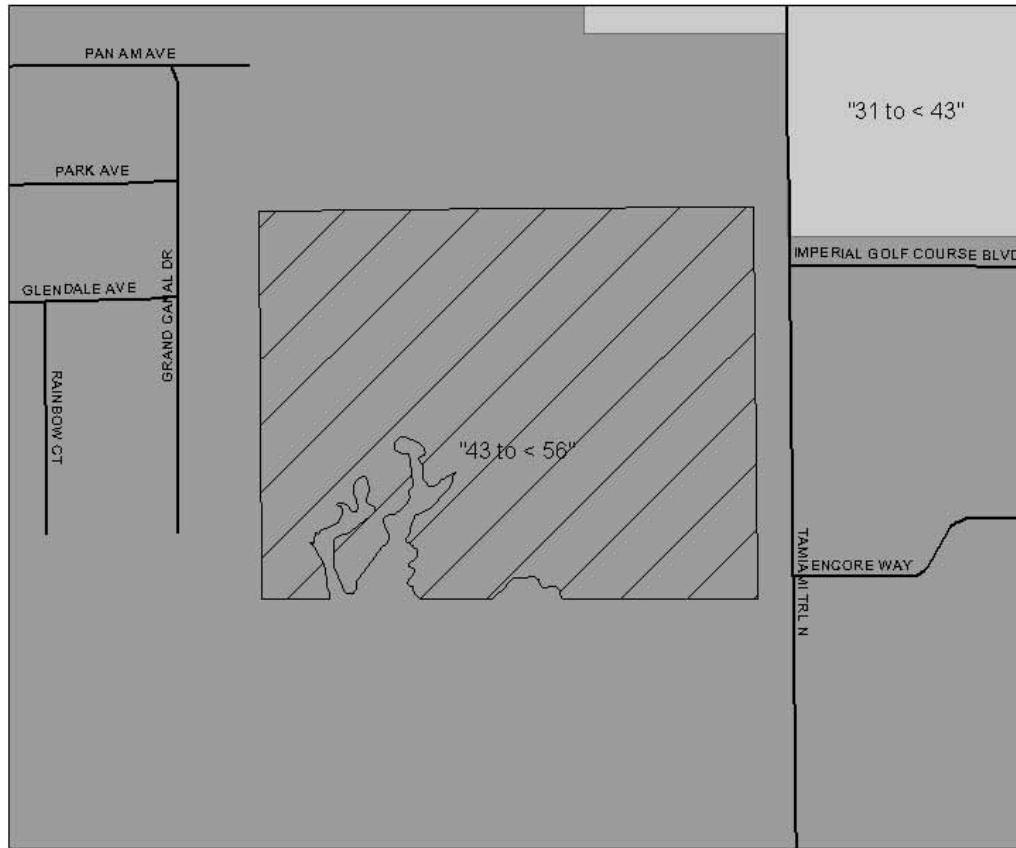 PAN AM AVE
"31 to < 43"
PARK AVE
IMPERIAL GOLF COURSE BLVD
GLENDALE AVE
GRAND CANAL DR
RAINBOW CT
"43 to < 56"
TAMIAMI TRL N
ENCORE WAY